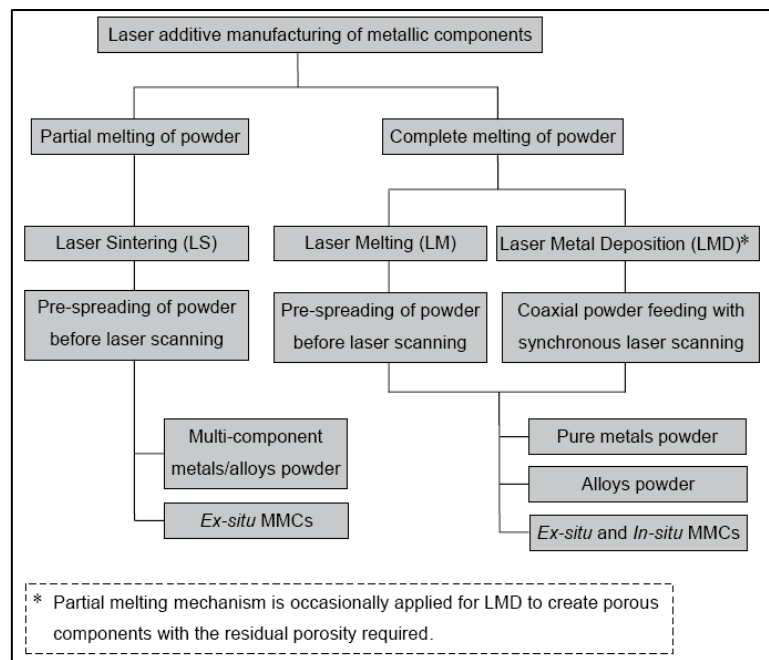 Laser additive manufacturing of metallic components
Partial melting of powder
Complete melting of powder
Laser Sintering (LS)
Laser Melting (LM)
Laser Metal Deposition (LMD)*
Pre-spreading of powder
before laser scanning
Pre-spreading of powder
before laser scanning
Coaxial powder feeding with
synchronous laser scanning
Multi-component
metals/alloys powder
Ex-situ MMCs
Pure metals powder
Alloys powder
Ex-situ and In-situ MMCs
* Partial melting mechanism is occasionally applied for LMD to create porous
components with the residual porosity required.